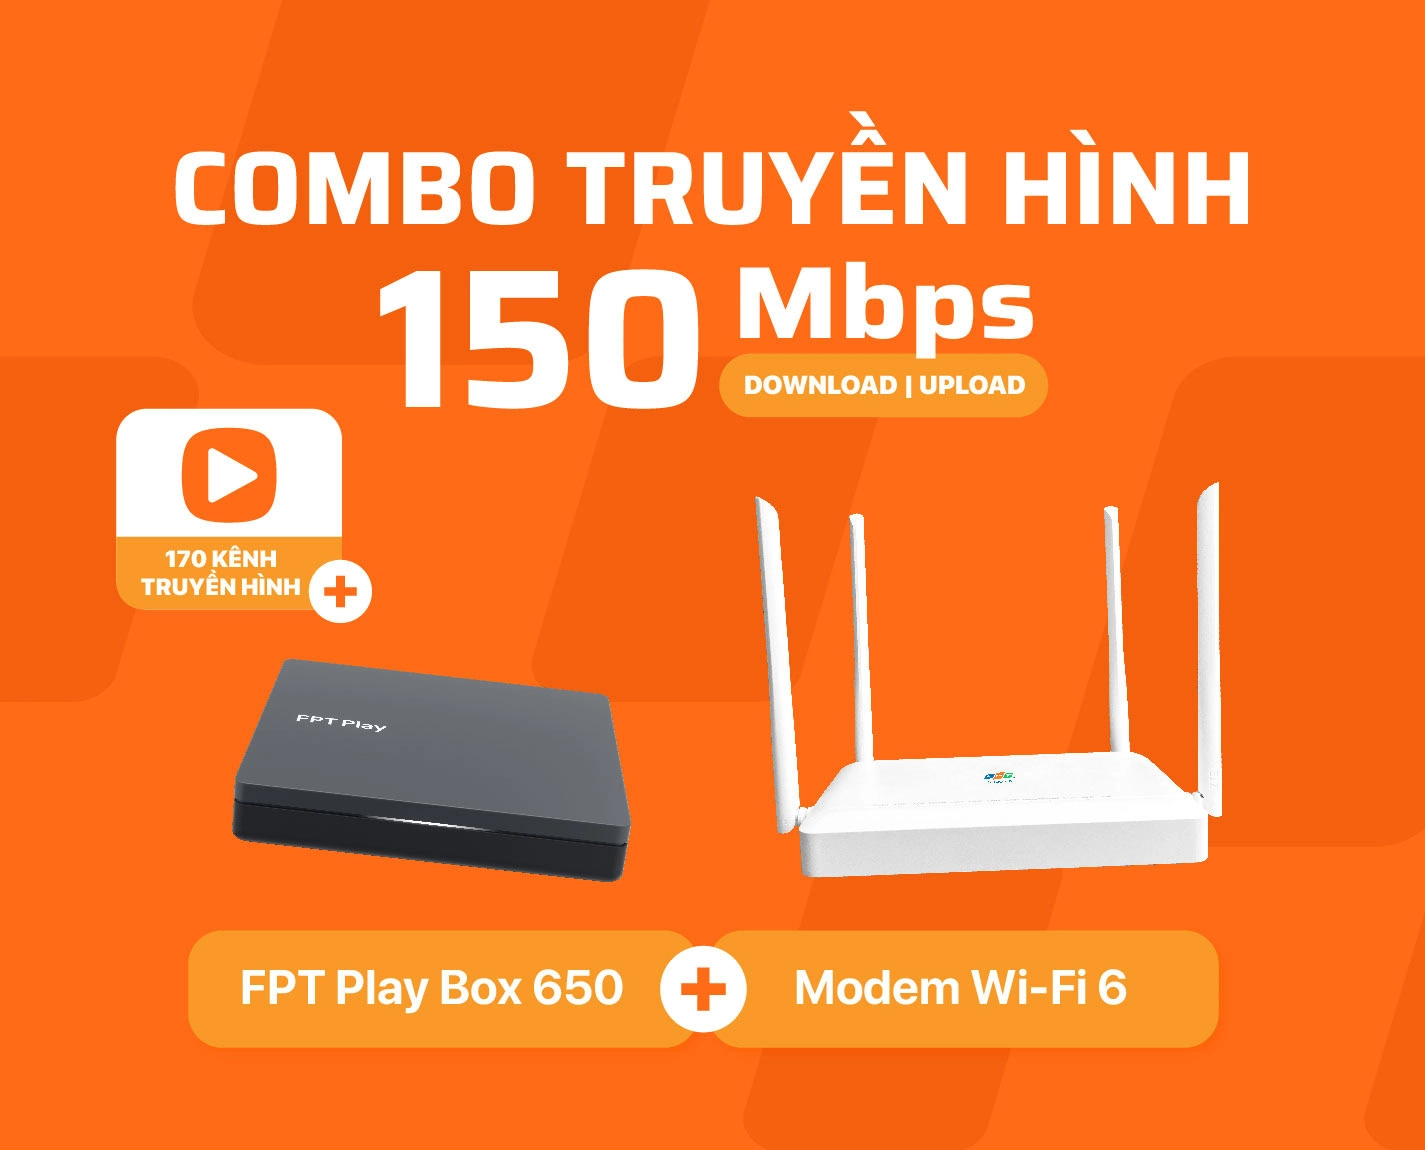 COMBO TRUYỀN HÌNH
150 Mbps
DOWNLOAD | UPLOAD
170 KÊNH
TRUYỀN HÌNH
FPT Play
FPT
FPT Play Box 650
Modem Wi-Fi 6